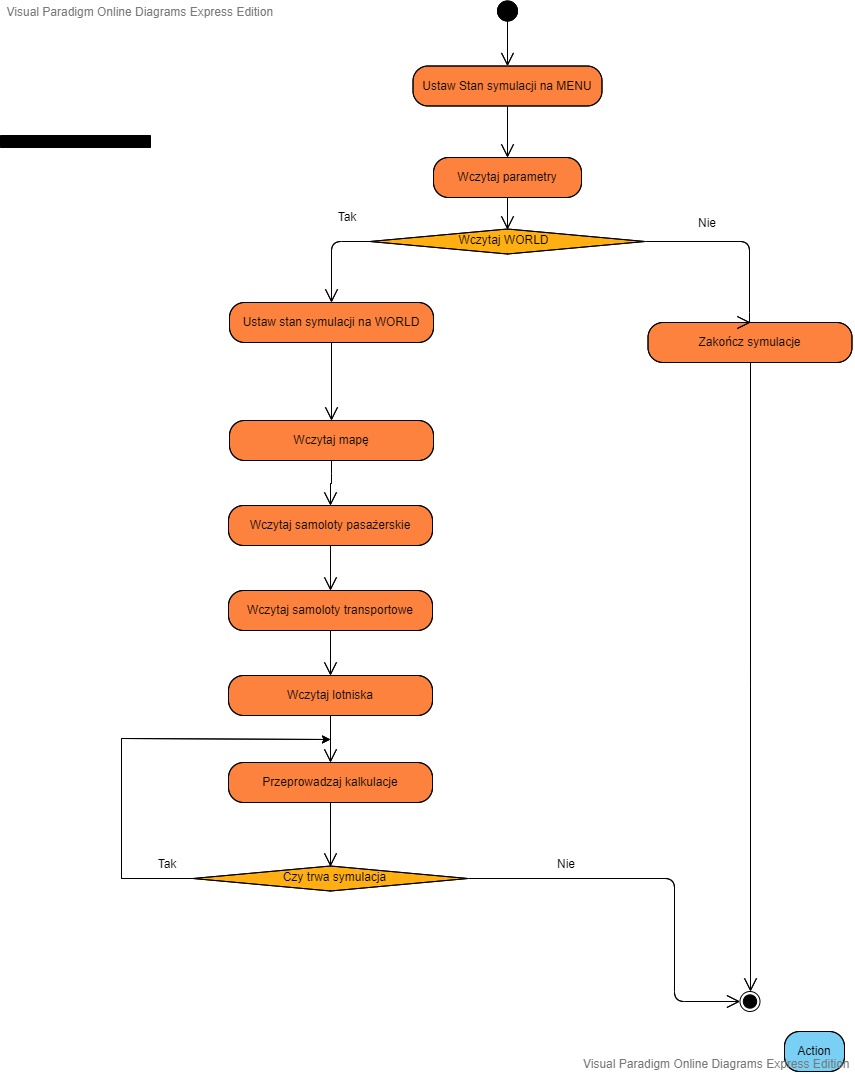 Visual Paradigm Online Diagrams Express Edition
Ustaw Stan symulacji na MENU
Wczytaj parametry
Tak
Nie
Wczytaj WORLD
Ustaw stan symulacji na WORLD
Zakończ symulacje
Wczytaj mapę
Wczytaj samoloty pasażerskie
Wczytaj samoloty transportowe
Wczytaj lotniska
Przeprowadzaj kalkulacje
Tak
Nie
Czy trwa symulacja
Action
Visual Paradigm Online Diagrams Express Edition